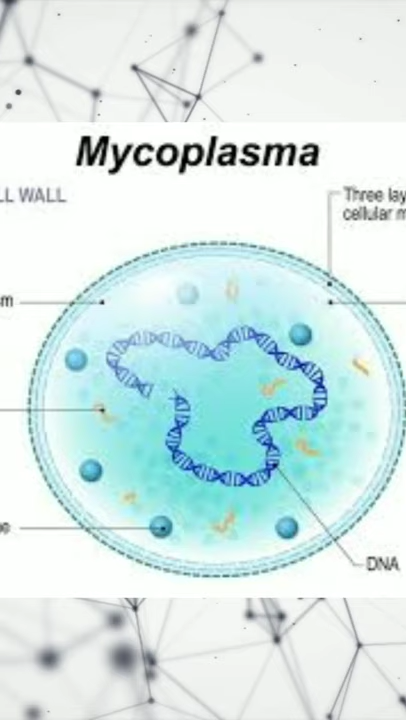 Mycoplasma
LL WALL
Three lay
cellular m
m
e
DNA